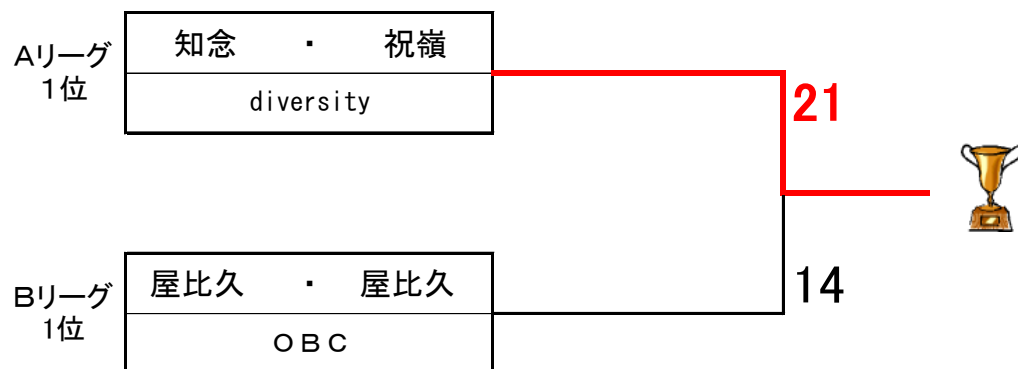 Aリーグ
1位
知念 ・ 祝嶺
diversity
21
14
Bリーグ
1位
屋比久 ・ 屋比久
ＯＢＣ